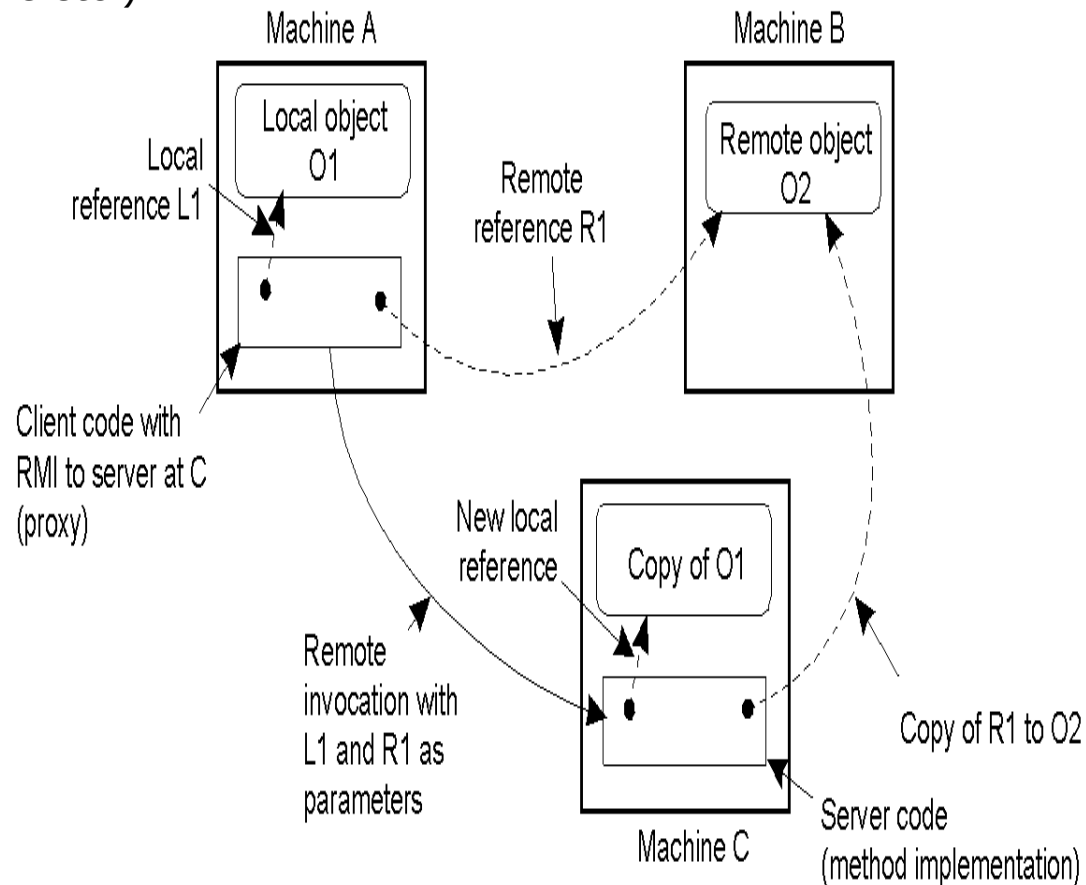 Machine A
Machine B
Local object
O1
Remote object
O2
Local
reference L1
Remote
reference R1
Client code with
RMI to server at C
(proxy)
New local
reference
Copy of O1
Remote
invocation with
L1 and R1 as
parameters
Copy of R1 to O2
Server code
(method implementation)
Machine C